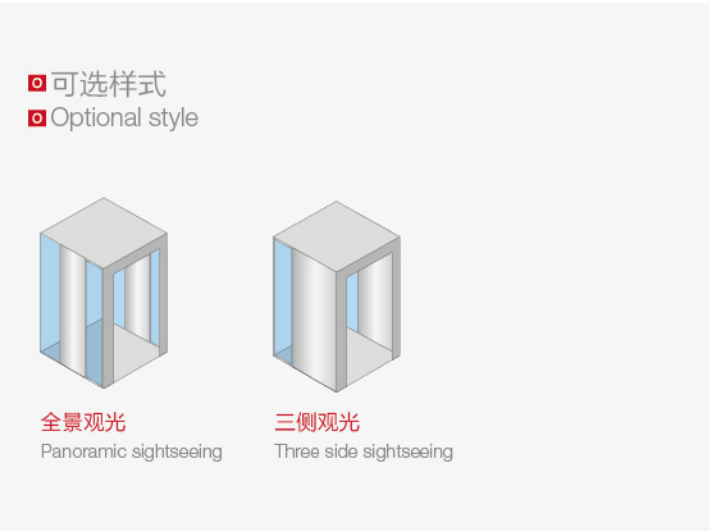 可选样式
Optional style
全景观光
Panoramic sightseeing
三侧观光
Three side sightseeing